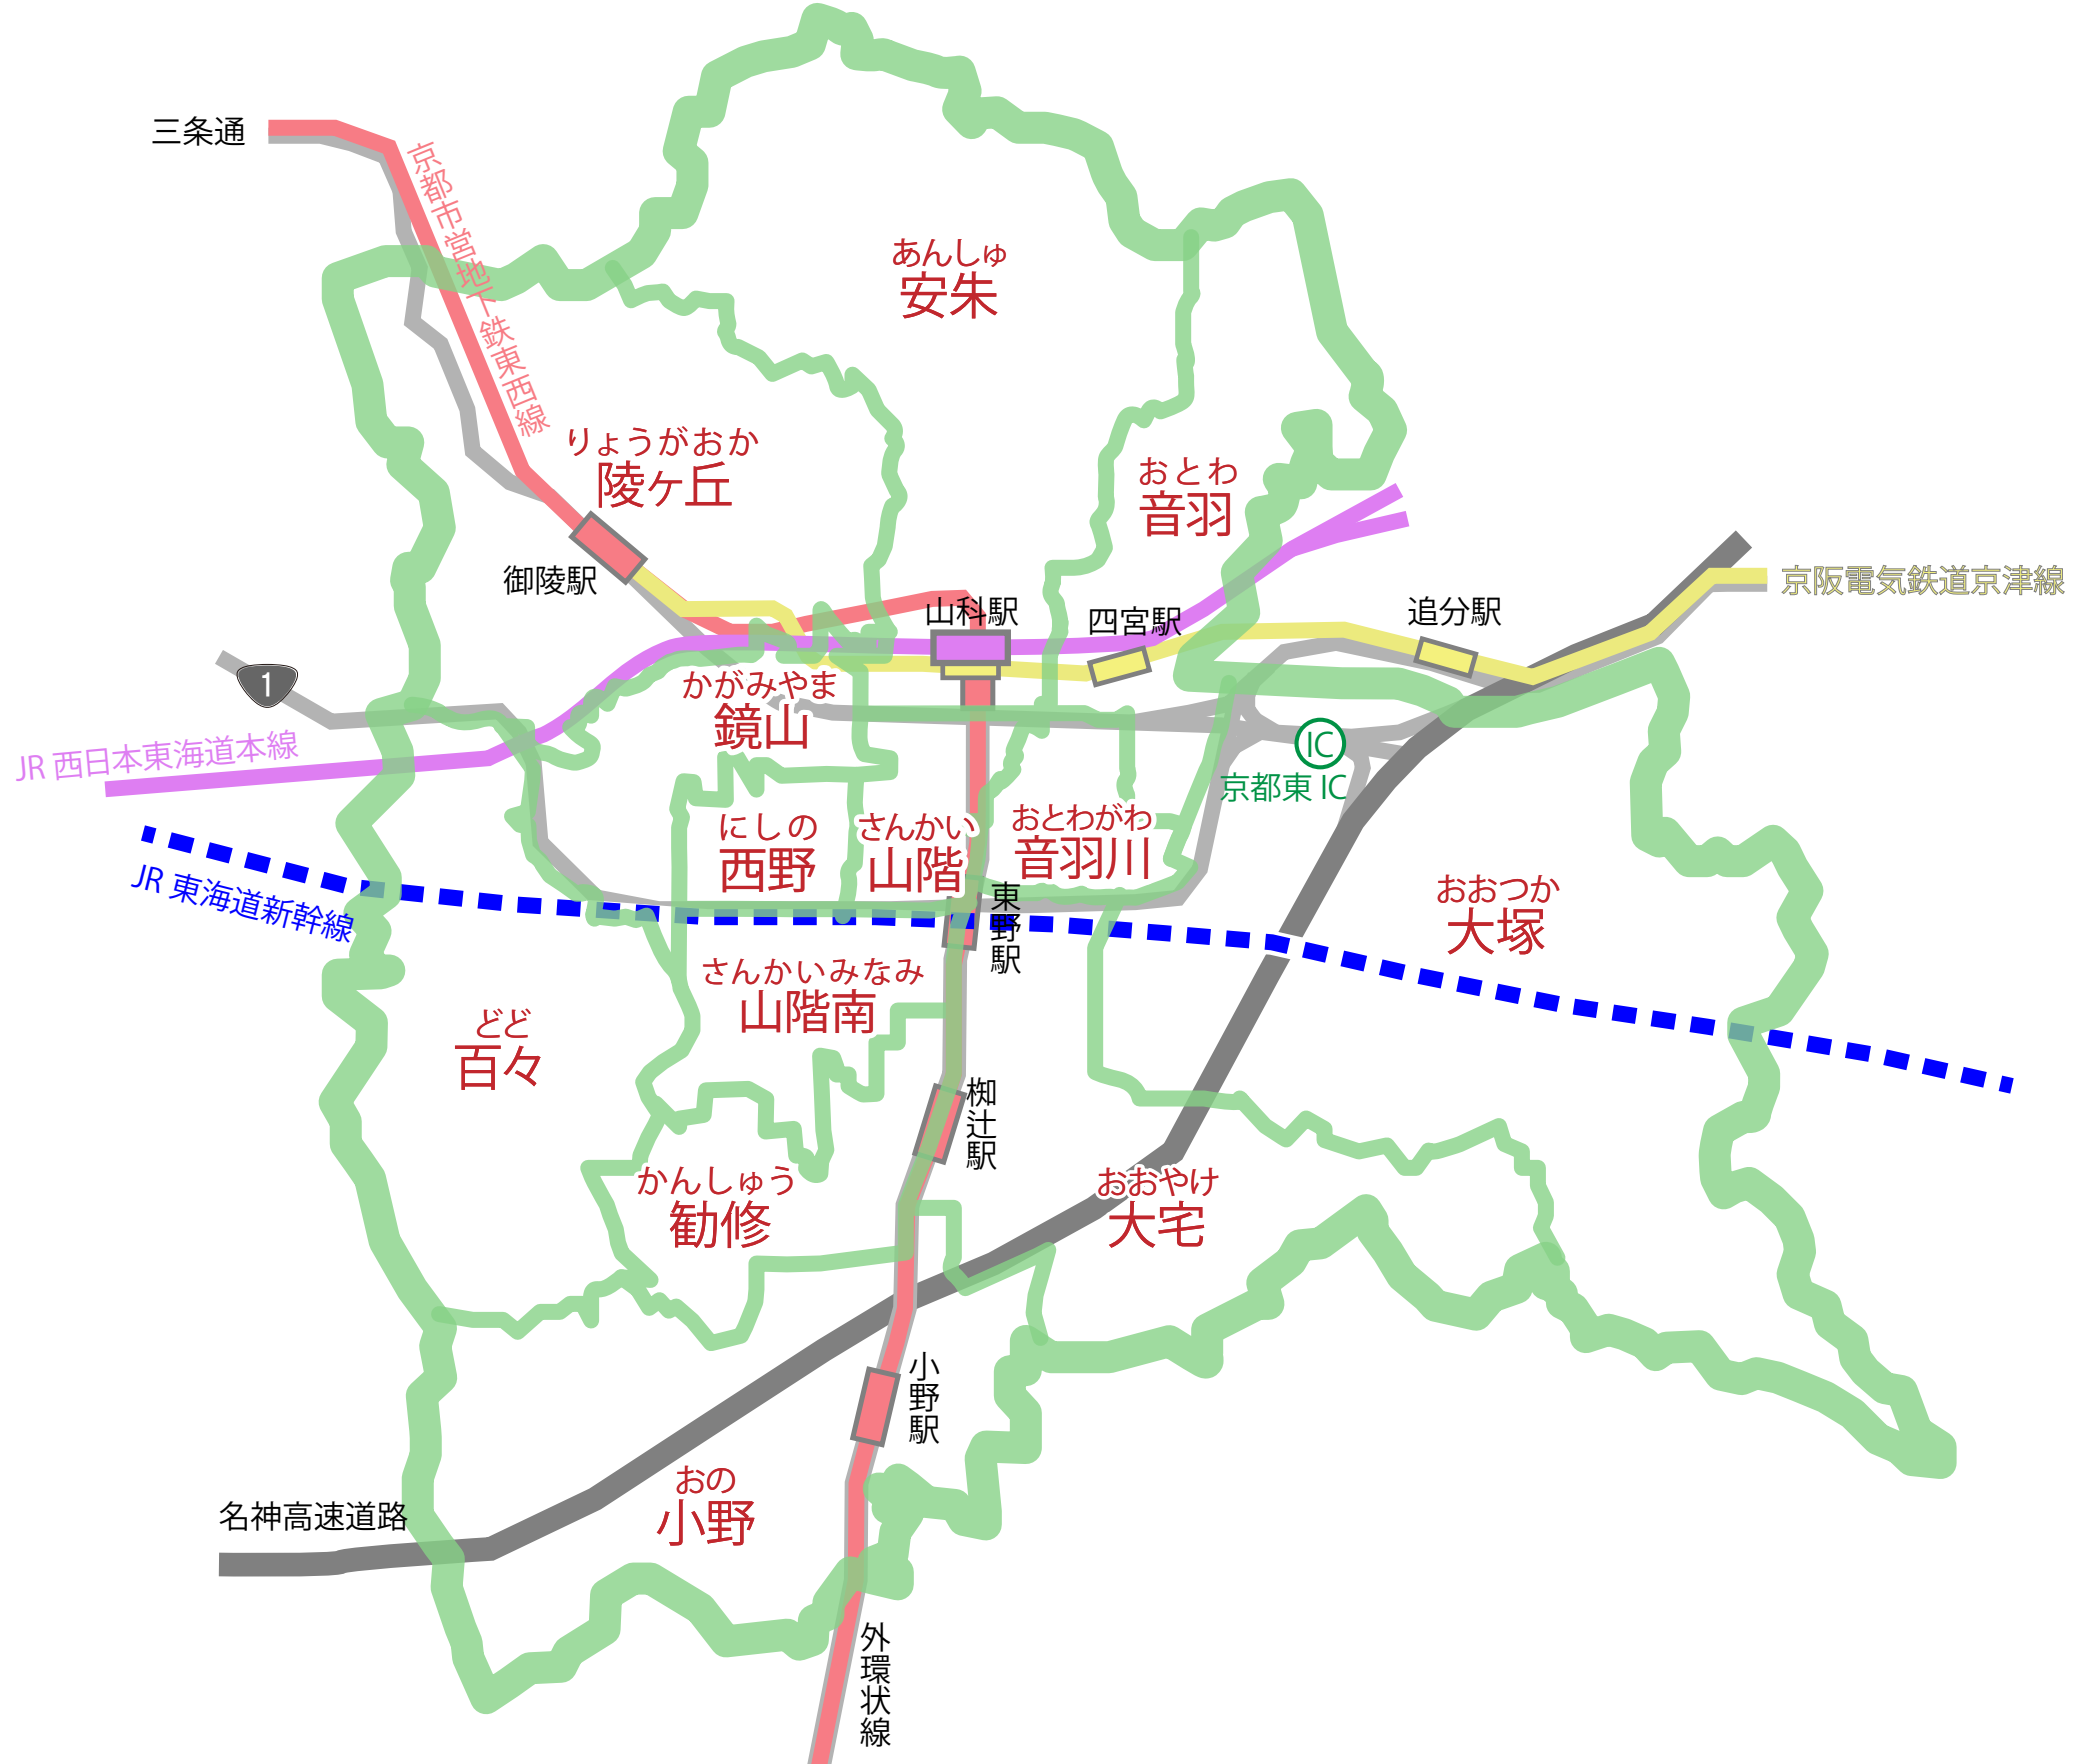 三条通
京都市営地下鉄東西線
あんしゅ
安朱
りょうがおか
陵ヶ丘
おとわ
音羽
御陵駅
山科駅
四宮駅
追分駅
京阪電気鉄道京津線
1
かがみやま
鏡山
JR 西日本東海道本線
IC
京都東 IC
にしの
西野
さんかい
山階
おとわがわ
音羽川
JR 東海道新幹線
東野駅
おおつか
大塚
さんかいみなみ
山階南
どど
百々
椥辻駅
かんしゅう
勧修
おおやけ
大宅
小野駅
おの
小野
名神高速道路
外環状線